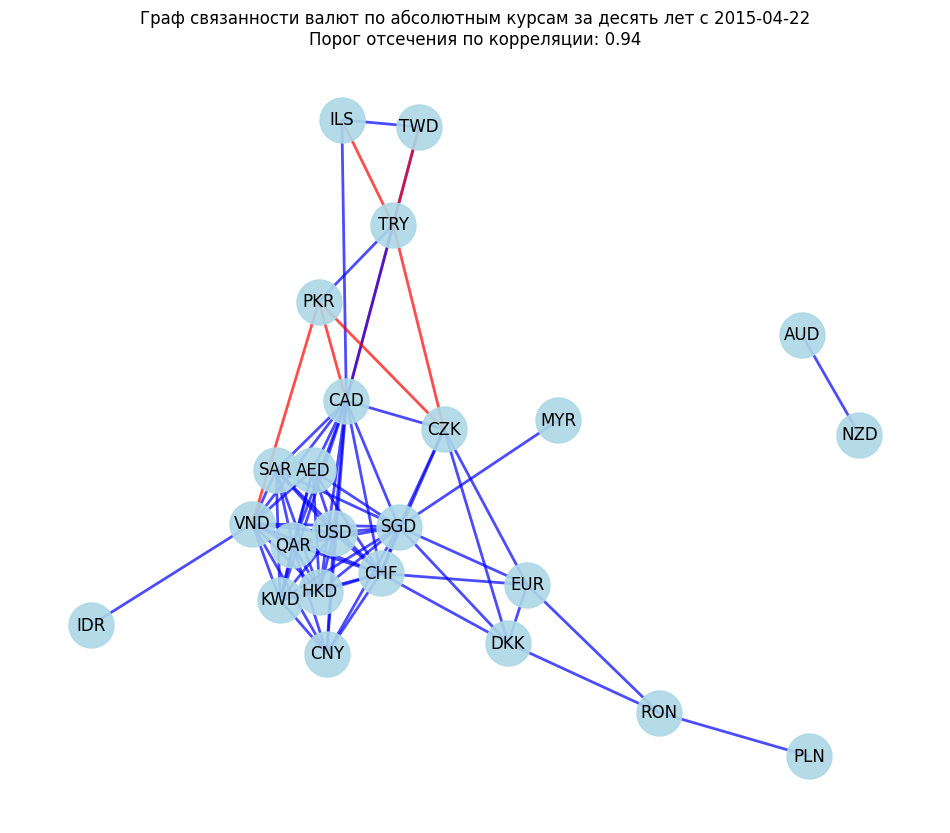 Граф связанности валют по абсолютным курсам за десять лет с 2015-04-22
Порог отсечения по корреляции: 0.94
ILS
TWD
TRY
PKR
AUD
CAD
MYR
CZK
NZD
SAR
AED
VND
SGD
USD
QAR
CHF
EUR
HKD
KWD
IDR
DKK
CNY
RON
PLN